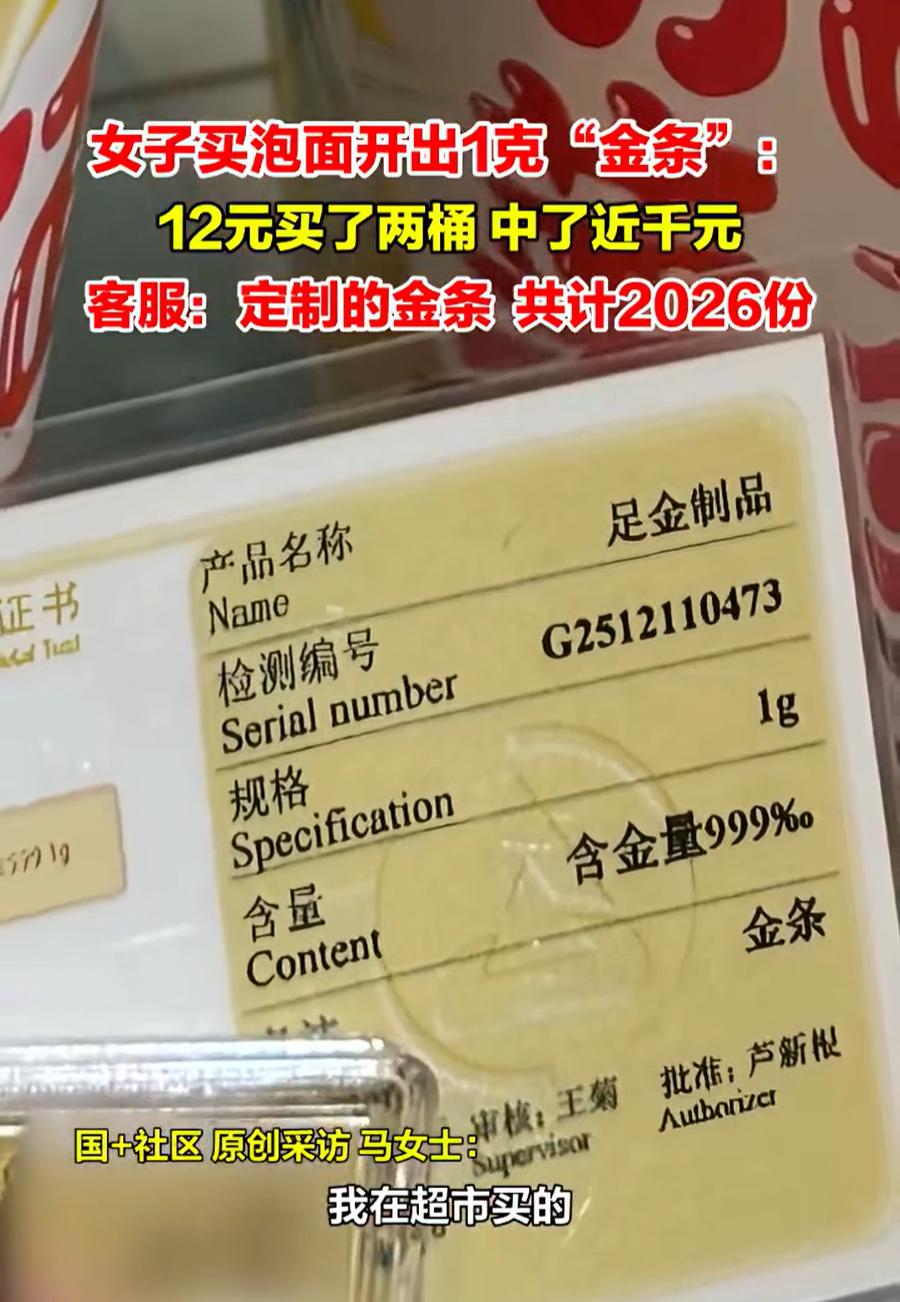 女子买泡面开出1克“金条”：
12元买了两桶 中了近千元
客服：定制的金条 共计2026份
证书
产品名称 足金制品
Name
检测编号 G2512110473
Serial number
规格 1g
Specification
含量 含金量999‰
Content
金条
审核：王菊 批准：芦新根
Supervisor Authorizer
国+社区 原创采访 马女士：
我在超市买的